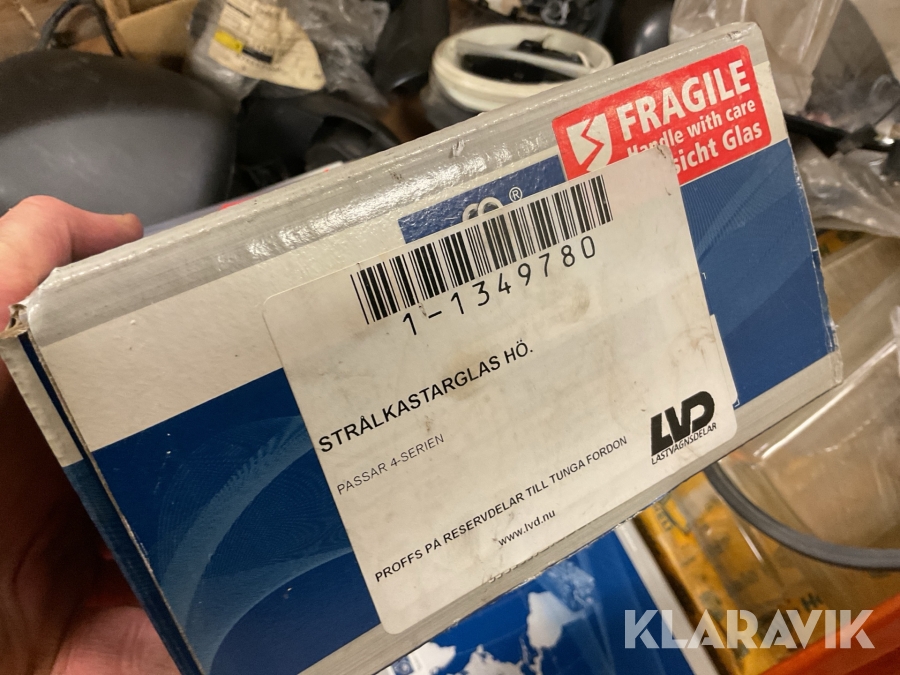 FRAGILE
Handle with care
sicht Glas
®
1-1349780
STRÅLKASTARGLAS HÖ.
PASSAR 4-SERIEN
LVD
LASTVAGNSDELAR
PROFFS PÅ RESERVDELAR TILL TUNGA FORDON
www.lvd.nu
KLARAVIK